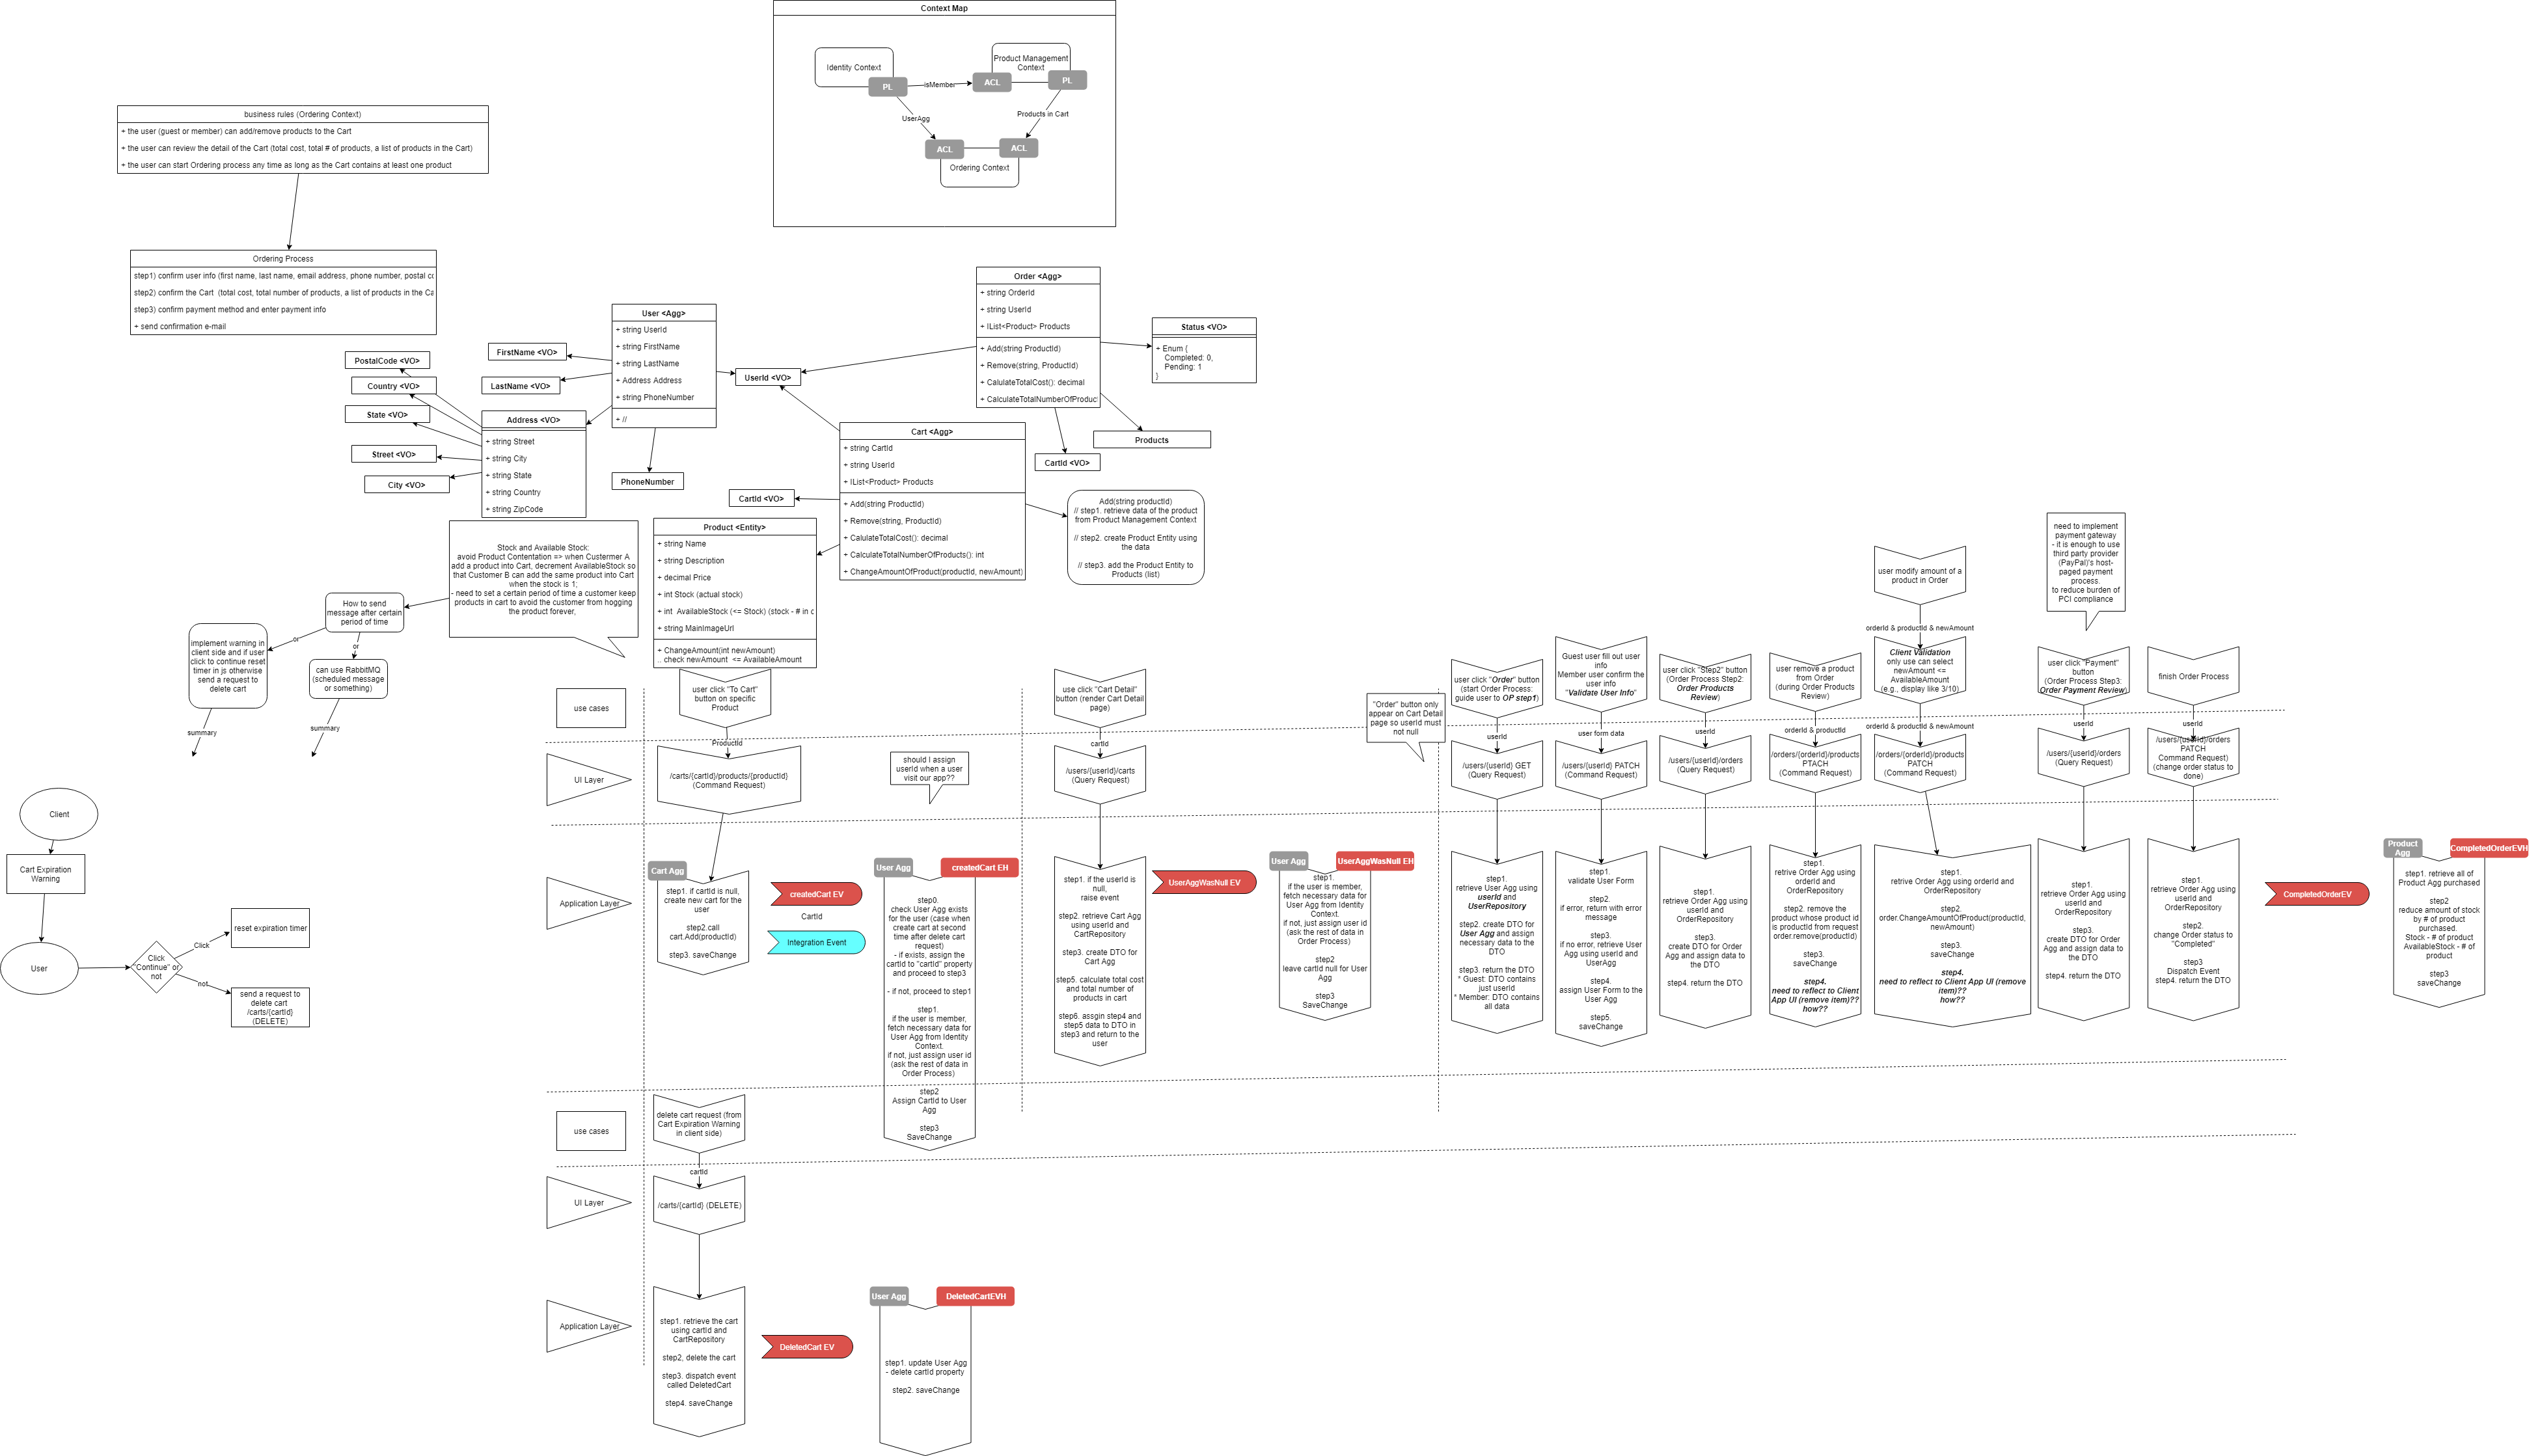 Context Map
Identity Context
PL
isMember
Product Management
Context
ACL
PL
UserAgg
Products in Cart
ACL
ACL
Ordering Context
business rules (Ordering Context)
+ the user (guest or member) can add/remove products to the Cart
+ the user can review the detail of the Cart (total cost, total # of products, a list of products in the Cart)
+ the user can start Ordering process any time as long as the Cart contains at least one product
Ordering Process
step1) confirm user info (first name, last name, email address, phone number, postal co
step2) confirm the Cart (total cost, total number of products, a list of products in the Ca
step3) confirm payment method and enter payment info
+ send confirmation e-mail
PostalCode <VO>
Country <VO>
State <VO>
Street <VO>
City <VO>
FirstName <VO>
LastName <VO>
Address <VO>
+ string Street
+ string City
+ string State
+ string Country
+ string ZipCode
User <Agg>
+ string UserId
+ string FirstName
+ string LastName
+ Address Address
+ string PhoneNumber
+ //
PhoneNumber
UserId <VO>
Order <Agg>
+ string OrderId
+ string UserId
+ IList<Product> Products
+ Add(string ProductId)
+ Remove(string, ProductId)
+ CalulateTotalCost(): decimal
+ CalculateTotalNumberOfProduct
Status <VO>
+ Enum {
Completed: 0,
Pending: 1
}
Products
CartId <VO>
Cart <Agg>
+ string CartId
+ string UserId
+ IList<Product> Products
+ Add(string ProductId)
+ Remove(string, ProductId)
+ CalulateTotalCost(): decimal
+ CalculateTotalNumberOfProducts(): int
+ ChangeAmountOfProduct(productId, newAmount)
CartId <VO>
Add(string productId)
// step1. retrieve data of the product
from Product Management Context
// step2. create Product Entity using
the data
// step3. add the Product Entity to
Products (list)
Product <Entity>
+ string Name
+ string Description
+ decimal Price
+ int Stock (actual stock)
+ int AvailableStock (<= Stock) (stock - # in c
+ string MainImageUrl
+ ChangeAmount(int newAmount)
.. check newAmount <= AvailableAmount
Stock and Available Stock:
avoid Product Contentation => when Custermer A
add a product into Cart, decrement AvailableStock so
that Customer B can add the same product into Cart
when the stock is 1;
- need to set a certain period of time a customer keep
products in cart to avoid the customer from hogging
the product forever,
How to send
message after certain
period of time
or
or
implement warning in
client side and if user
click to continue reset
timer in js otherwise
send a request to
delete cart
can use RabbitMQ
(scheduled message
or something)
summary
summary
Client
Cart Expiration
Warning
User
Click
"Continue" or
not
Click
not
reset expiration timer
send a request to
delete cart
/carts/{cartId}
(DELETE)
use cases
UI Layer
Application Layer
user click "To Cart"
button on specific
Product
ProductId
/carts/{cartId}/products/{productId}
(Command Request)
Cart Agg
step1. if cartId is null,
create new cart for the
user
step2.call
cart.Add(productId)
step3. saveChange
createdCart EV
CartId
Integration Event
should I assign
userId when a user
visit our app??
User Agg
createdCart EH
step0.
check User Agg exists
for the user (case when
create cart at second
time after delete cart
request)
- if exists, assign the
cartId to "cartId" property
and proceed to step3
- if not, proceed to step1
step1.
if the user is member,
fetch necessary data for
User Agg from Identity
Context.
if not, just assign user id
(ask the rest of data in
Order Process)
step2
Assign CartId to User
Agg
step3
SaveChange
use click "Cart Detail"
button (render Cart Detail
page)
cartId
/users/{userId}/carts
(Query Request)
step1. if the userId is
null,
raise event
step2. retrieve Cart Agg
using userId and
CartRepository
step3. create DTO for
Cart Agg
step5. calculate total cost
and total number of
products in cart
step6. assgin step4 and
step5 data to DTO in
step3 and return to the
user
UserAggWasNull EV
User Agg
UserAggWasNull EH
step1.
if the user is member,
fetch necessary data for
User Agg from Identity
Context.
if not, just assign user id
(ask the rest of data in
Order Process)
step2
leave cartId null for User
Agg
step3
SaveChange
"Order" button only
appear on Cart Detail
page so userId must
not null
user click "Order" button
(start Order Process:
guide user to OP step1)
userId
/users/{userId} GET
(Query Request)
step1.
retrieve User Agg using
userId and
UserRepository
step2. create DTO for
User Agg and assign
necessary data to the
DTO
step3. return the DTO
* Guest: DTO contains
just userId
* Member: DTO contains
all data
Guest user fill out user
info
Member user confirm the
user info
"Validate User Info"
user form data
/users/{userId} PATCH
(Command Request)
step1.
validate User Form
step2.
if error, return with error
message
step3.
if no error, retrieve User
Agg using userId and
UserAgg
step4.
assign User Form to the
User Agg
step5.
saveChange
user click "Step2" button
(Order Process Step2:
Order Products
Review)
userId
/users/{userId}/orders
(Query Request)
step1.
retrieve Order Agg using
userId and
OrderRepository
step3.
create DTO for Order
Agg and assign data to
the DTO
step4. return the DTO
user remove a product
from Order
(during Order Products
Review)
orderId & productId
/orders/{orderId}/products
PTACH
(Command Request)
step1.
retrive Order Agg using
orderId and
OrderRepository
step2. remove the
product whose product id
is productId from request
order.remove(productId)
step3.
saveChange
step4.
need to reflect to Client
App UI (remove item)??
how??
user modify amount of a
product in Order
orderId & productId & newAmount
Client Validation
only use can select
newAmount <=
AvailableAmount
(e.g., display like 3/10)
orderId & productId & newAmount
/orders/{orderId}/products
PATCH
(Command Request)
step1.
retrive Order Agg using orderId and
OrderRepository
step2.
order.ChangeAmountOfProduct(productId,
newAmount)
step3.
saveChange
step4.
need to reflect to Client App UI (remove
item)??
how??
need to implement
payment gateway
- it is enough to use
third party provider
(PayPal)'s host-
paged payment
process.
to reduce burden of
PCI compliance
user click "Payment"
button
(Order Process Step3:
Order Payment Review)
userId
/users/{userId}/orders
(Query Request)
step1.
retrieve Order Agg using
userId and
OrderRepository
step3.
create DTO for Order
Agg and assign data to
the DTO
step4. return the DTO
finish Order Process
userId
/users/{userId}/orders
PATCH
Command Request)
(change order status to
done)
step1.
retrieve Order Agg using
userId and
OrderRepository
step2.
change Order status to
"Completed"
step3
Dispatch Event
step4. return the DTO
CompletedOrderEV
Product
Agg
CompletedOrderEVH
step1. retrieve all of
Product Agg purchased
step2
reduce amount of stock
by # of product
purchased.
Stock - # of product
AvailableStock - # of
product
step3
saveChange
use cases
UI Layer
Application Layer
delete cart request (from
Cart Expiration Warning
in client side)
cartId
/carts/{cartId} (DELETE)
step1. retrieve the cart
using cartId and
CartRepository
step2, delete the cart
step3. dispatch event
called DeletedCart
step4. saveChange
DeletedCart EV
User Agg
DeletedCartEVH
step1. update User Agg
- delete cartId property
step2. saveChange